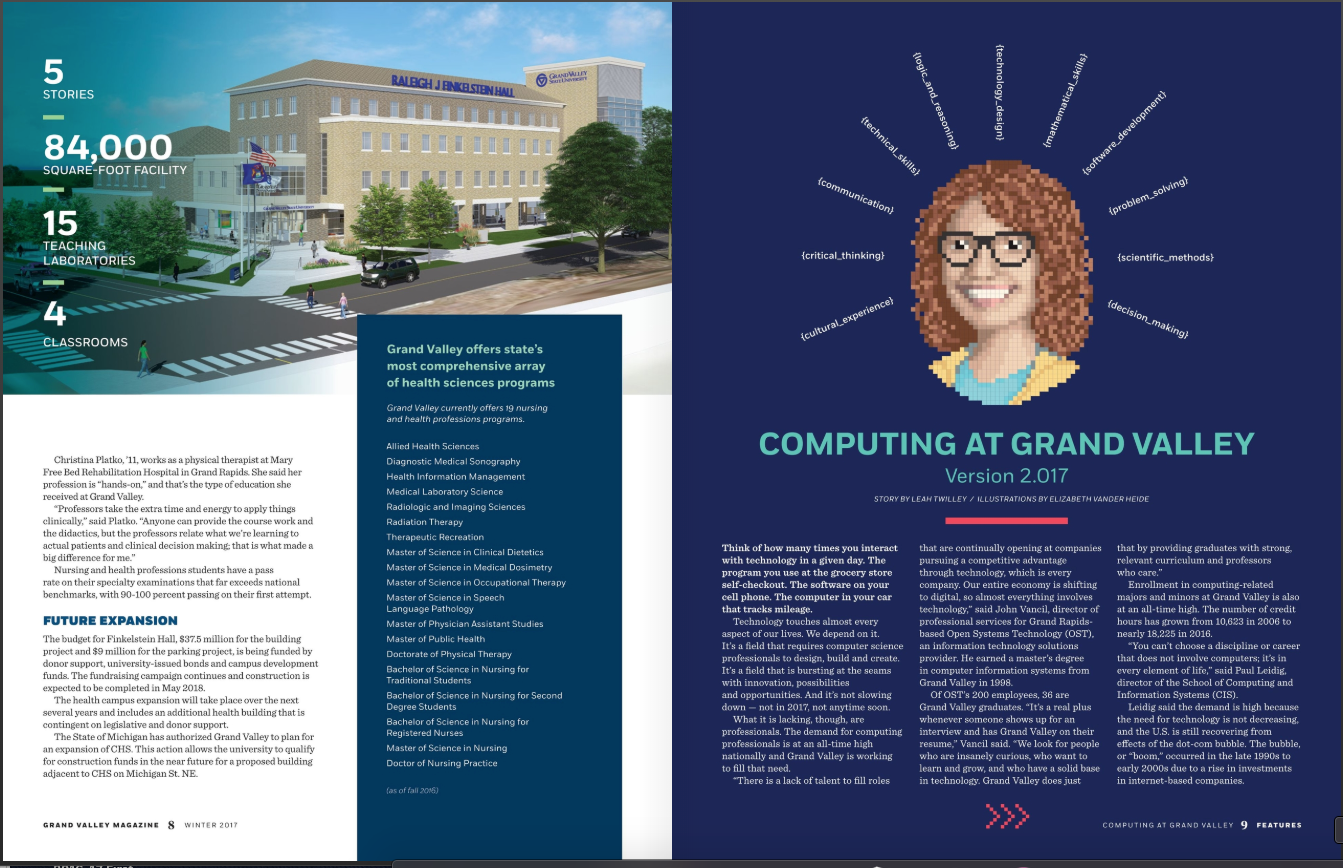 5
STORIES
84,000
SQUARE-FOOT FACILITY
15
TEACHING
LABORATORIES
4
CLASSROOMS
RALEIGH J FINKELSTEIN HALL
GRANDVALLEY
STATE UNIVERSITY
Christina Platko, ’11, works as a physical therapist at Mary
Free Bed Rehabilitation Hospital in Grand Rapids. She said her
profession is “hands-on,” and that’s the type of education she
received at Grand Valley.
“Professors take the extra time and energy to apply things
clinically,” said Platko. “Anyone can provide the course work and
the didactics, but the professors relate what we’re learning to
actual patients and clinical decision making; that is what made a
big difference for me.”
Nursing and health professions students have a pass
rate on their specialty examinations that far exceeds national
benchmarks, with 90-100 percent passing on their first attempt.
FUTURE EXPANSION
The budget for Finkelstein Hall, $37.5 million for the building
project and $9 million for the parking project, is being funded by
donor support, university-issued bonds and campus development
funds. The fundraising campaign continues and construction is
expected to be completed in May 2018.
The health campus expansion will take place over the next
several years and includes an additional health building that is
contingent on legislative and donor support.
The State of Michigan has authorized Grand Valley to plan for
an expansion of CHS. This action allows the university to qualify
for construction funds in the near future for a proposed building
adjacent to CHS on Michigan St. NE.
Grand Valley offers state’s
most comprehensive array
of health sciences programs
Grand Valley currently offers 19 nursing
and health professions programs.
Allied Health Sciences
Diagnostic Medical Sonography
Health Information Management
Medical Laboratory Science
Radiologic and Imaging Sciences
Radiation Therapy
Therapeutic Recreation
Master of Science in Clinical Dietetics
Master of Science in Medical Dosimetry
Master of Science in Occupational Therapy
Master of Science in Speech
Language Pathology
Master of Physician Assistant Studies
Master of Public Health
Doctorate of Physical Therapy
Bachelor of Science in Nursing for
Traditional Students
Bachelor of Science in Nursing for Second
Degree Students
Bachelor of Science in Nursing for
Registered Nurses
Master of Science in Nursing
Doctor of Nursing Practice
(as of fall 2016)
GRAND VALLEY MAGAZINE 8 WINTER 2017
{cultural_experience}
{critical_thinking}
{communication}
{technical_skills}
{logic_and_reasoning}
{technology_design}
{mathematical_skills}
{software_development}
{problem_solving}
{scientific_methods}
{decision_making}
COMPUTING AT GRAND VALLEY
Version 2.017
STORY BY LEAH TWILLEY / ILLUSTRATIONS BY ELIZABETH VANDER HEIDE
Think of how many times you interact
with technology in a given day. The
program you use at the grocery store
self-checkout. The software on your
cell phone. The computer in your car
that tracks mileage.
Technology touches almost every
aspect of our lives. We depend on it.
It’s a field that requires computer science
professionals to design, build and create.
It’s a field that is bursting at the seams
with innovation, possibilities
and opportunities. And it’s not slowing
down — not in 2017, not anytime soon.
What it is lacking, though, are
professionals. The demand for computing
professionals is at an all-time high
nationally and Grand Valley is working
to fill that need.
“There is a lack of talent to fill roles
that are continually opening at companies
pursuing a competitive advantage
through technology, which is every
company. Our entire economy is shifting
to digital, so almost everything involves
technology,” said John Vancil, director of
professional services for Grand Rapids-
based Open Systems Technology (OST),
an information technology solutions
provider. He earned a master’s degree
in computer information systems from
Grand Valley in 1998.
Of OST’s 200 employees, 36 are
Grand Valley graduates. “It’s a real plus
whenever someone shows up for an
interview and has Grand Valley on their
resume,” Vancil said. “We look for people
who are insanely curious, who want to
learn and grow, and who have a solid base
in technology. Grand Valley does just
that by providing graduates with strong,
relevant curriculum and professors
who care.”
Enrollment in computing-related
majors and minors at Grand Valley is also
at an all-time high. The number of credit
hours has grown from 10,623 in 2006 to
nearly 18,225 in 2016.
“You can’t choose a discipline or career
that does not involve computers; it’s in
every element of life,” said Paul Leidig,
director of the School of Computing and
Information Systems (CIS).
Leidig said the demand is high because
the need for technology is not decreasing,
and the U.S. is still recovering from
effects of the dot-com bubble. The bubble,
or “boom,” occurred in the late 1990s to
early 2000s due to a rise in investments
in internet-based companies.
COMPUTING AT GRAND VALLEY 9 FEATURES